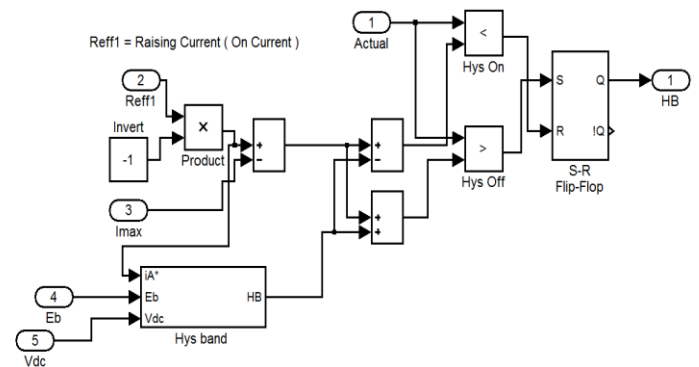 Reff1 = Raising Current ( On Current )
1
Actual
<
Hys On
2
Reff1
Invert
-1
×
Product
+
−
+
−
>
Hys Off
S
R
Q
!Q
S-R
Flip-Flop
1
HB
3
Imax
+
+
iA*
Eb
Vdc
HB
Hys band
4
Eb
5
Vdc